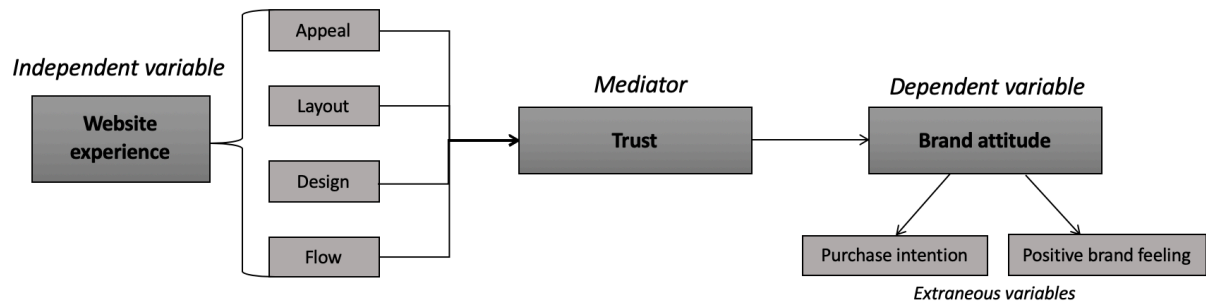 Independent variable
Website
experience
Appeal
Layout
Design
Flow
Mediator
Trust
Dependent variable
Brand attitude
Purchase intention
Positive brand feeling
Extraneous variables